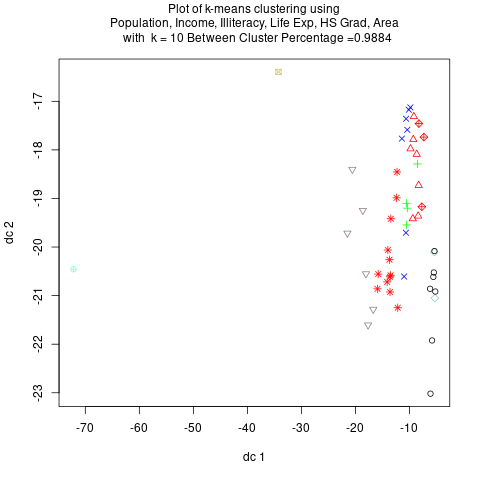 Plot of k-means clustering using
Population, Income, Illiteracy, Life Exp, HS Grad, Area
with k = 10 Between Cluster Percentage =0.9884
-17
-18
-19
-20
-21
-22
-23
dc 2
-70 -60 -50 -40 -30 -20 -10
dc 1